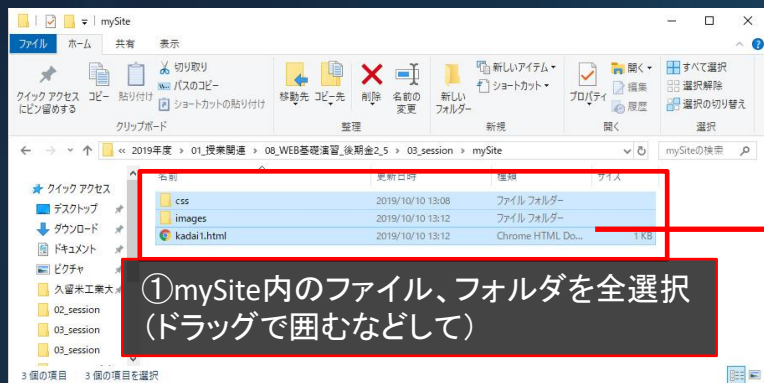 mySite
ファイル ホーム 共有 表示
クイック アクセス
にピン留めする
コピー
貼り付け
切り取り
パスのコピー
ショートカットの貼り付け
クリップボード
移動先 コピー先 削除 名前の
変更
整理
新しい
フォルダー
新しいアイテム
ショートカット
新規
プロパティ
開く
編集
履歴
開く
すべて選択
選択解除
選択の切り替え
選択
« 2019年度 › 01_授業関連 › 08_WEB基礎演習_後期金2_5 › 03_session › mySite
mySiteの検索
名前 更新日時 種類 サイズ
css 2019/10/10 13:08 ファイル フォルダー
images 2019/10/10 13:12 ファイル フォルダー
kadai1.html 2019/10/10 13:12 Chrome HTML Do... 1 KB
クイック アクセス
デスクトップ
ダウンロード
ドキュメント
ピクチャ
久留米工業大
02_session
03_session
03_session
①mySite内のファイル、フォルダを全選択
（ドラッグで囲むなどして）
3 個の項目 3 個の項目を選択